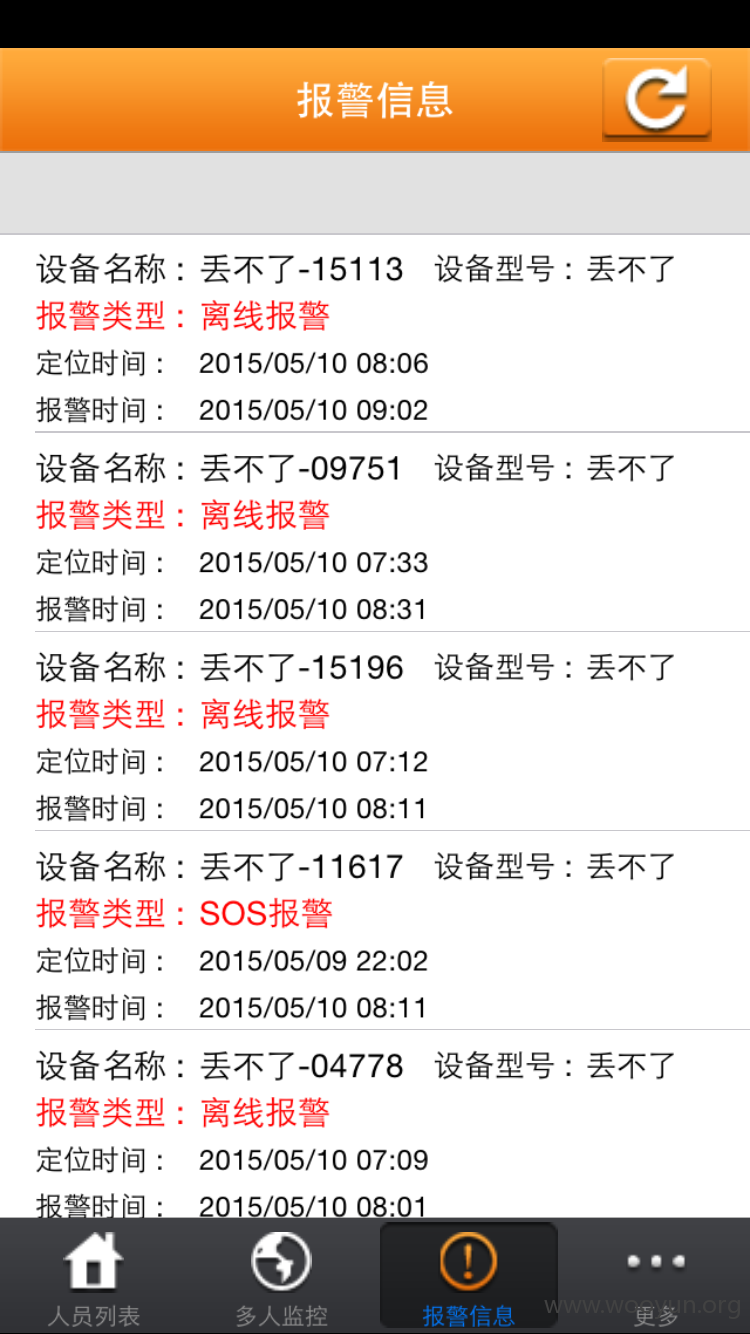 报警信息
设备名称：丢不了-15113 设备型号：丢不了
报警类型：离线报警
定位时间： 2015/05/10 08:06
报警时间： 2015/05/10 09:02
设备名称：丢不了-09751 设备型号：丢不了
报警类型：离线报警
定位时间： 2015/05/10 07:33
报警时间： 2015/05/10 08:31
设备名称：丢不了-15196 设备型号：丢不了
报警类型：离线报警
定位时间： 2015/05/10 07:12
报警时间： 2015/05/10 08:11
设备名称：丢不了-11617 设备型号：丢不了
报警类型：SOS报警
定位时间： 2015/05/09 22:02
报警时间： 2015/05/10 08:11
设备名称：丢不了-04778 设备型号：丢不了
报警类型：离线报警
定位时间： 2015/05/10 07:09
报警时间： 2015/05/10 08:01
人员列表 多人监控 报警信息 更多
www.wooyun.org